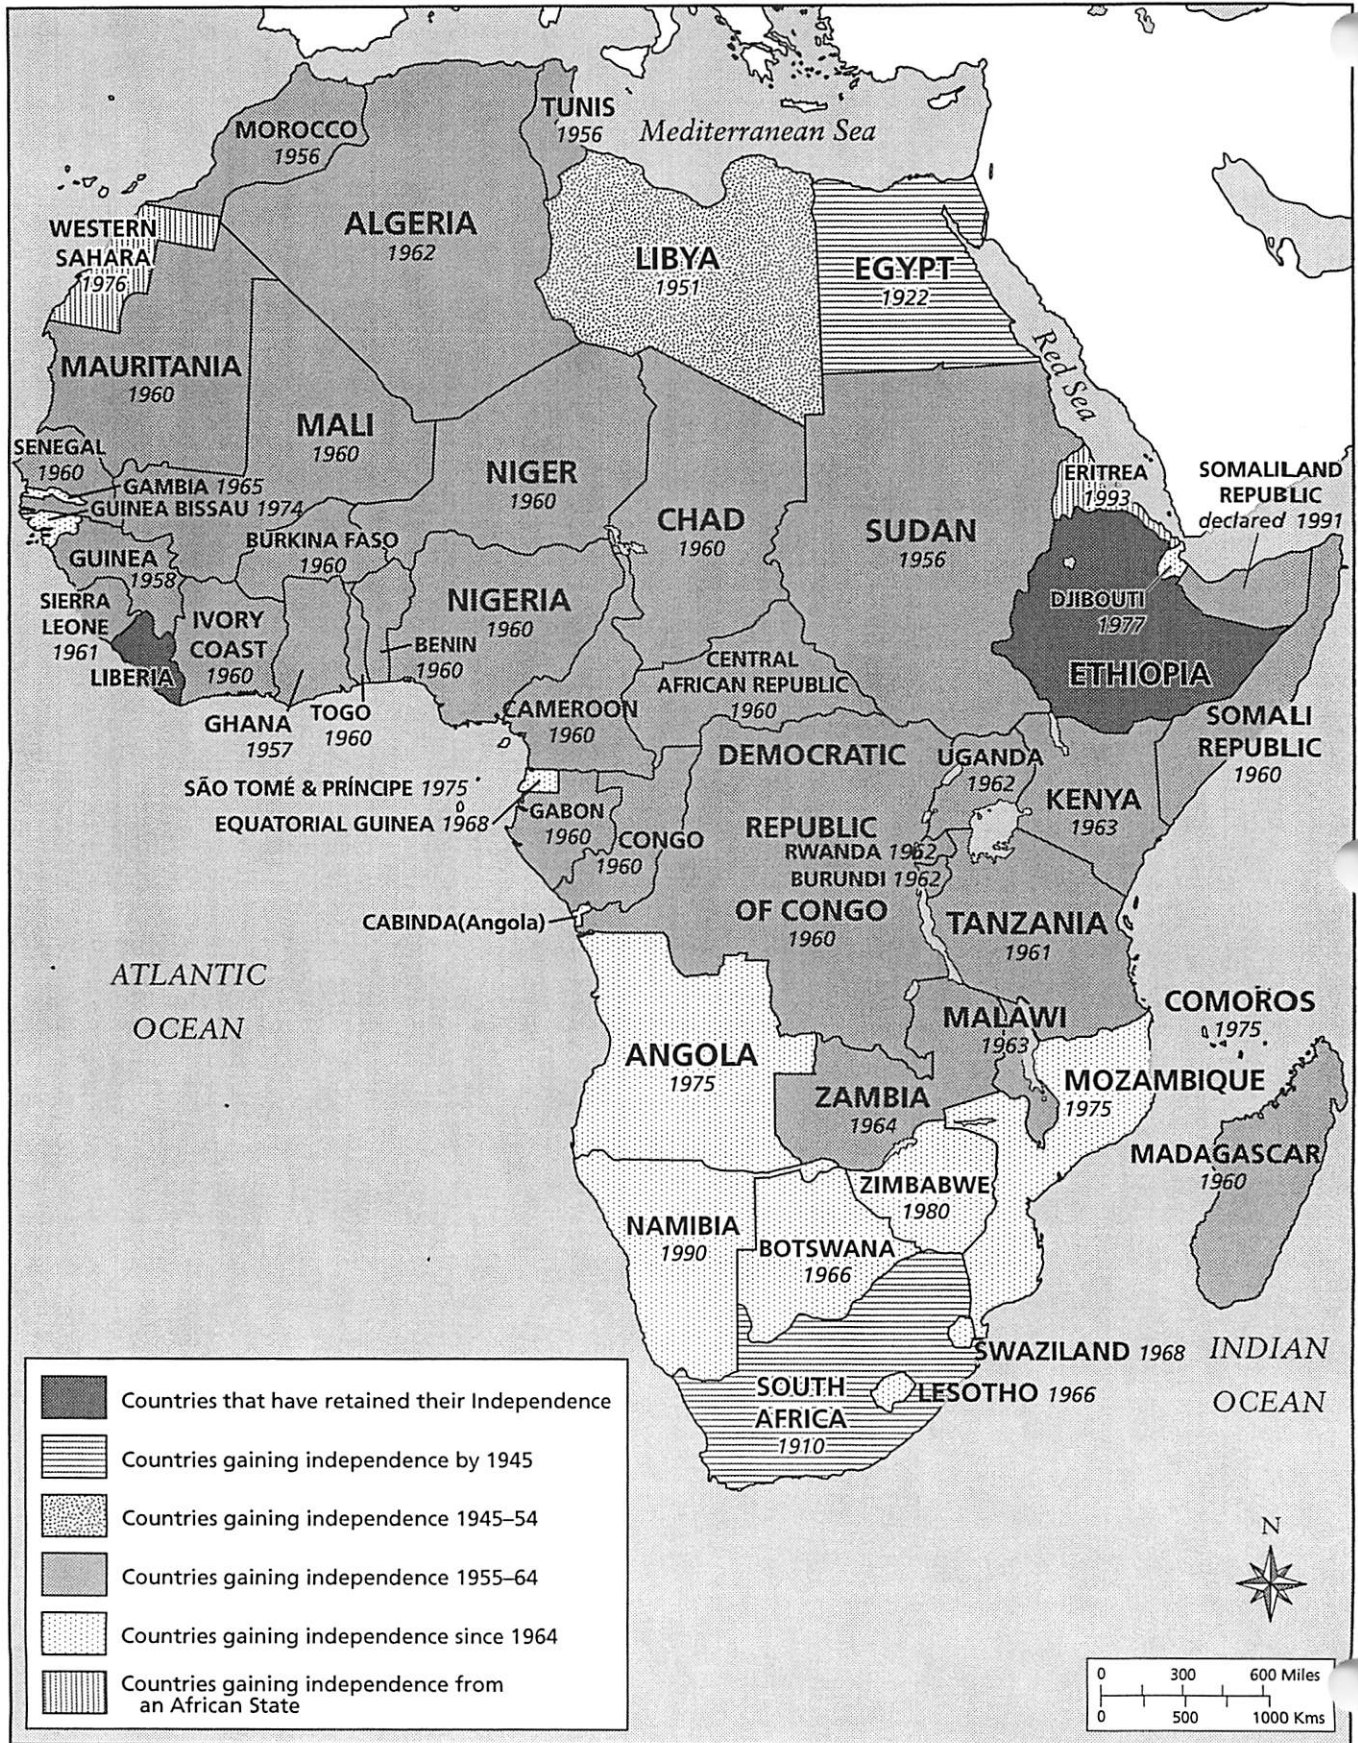 TUNIS
1956
Mediterranean Sea
MOROCCO
1956
ALGERIA
1962
WESTERN
SAHARA
1976
LIBYA
1951
EGYPT
1922
Red Sea
MAURITANIA
1960
MALI
1960
NIGER
1960
SENEGAL
1960
GAMBIA 1965
GUINEA BISSAU 1974
CHAD
1960
SUDAN
1956
ERITREA
1993
SOMALILAND
REPUBLIC
declared 1991
GUINEA
1958
BURKINA FASO
1960
NIGERIA
1960
SIERRA
LEONE
1961
LIBERIA
IVORY
COAST
1960
BENIN
1960
DJIBOUTI
1977
ETHIOPIA
GHANA
1957
TOGO
1960
CENTRAL
AFRICAN REPUBLIC
1960
CAMEROON
1960
SOMALI
REPUBLIC
1960
DEMOCRATIC
REPUBLIC
OF CONGO
1960
UGANDA
1962
KENYA
1963
SÃO TOMÉ & PRÍNCIPE 1975
EQUATORIAL GUINEA 1968
GABON
1960
CONGO
1960
RWANDA 1962
BURUNDI 1962
CABINDA(Angola)
TANZANIA
1961
ATLANTIC
OCEAN
ANGOLA
1975
MALAWI
1963
COMOROS
1975
ZAMBIA
1964
MOZAMBIQUE
1975
MADAGASCAR
1960
ZIMBABWE
1980
NAMIBIA
1990
BOTSWANA
1966
SWAZILAND 1968
LESOTHO 1966
SOUTH
AFRICA
1910
INDIAN
OCEAN
Countries that have retained their Independence
Countries gaining independence by 1945
Countries gaining independence 1945–54
Countries gaining independence 1955–64
Countries gaining independence since 1964
Countries gaining independence from
an African State
N
0 300 600 Miles
0 500 1000 Kms